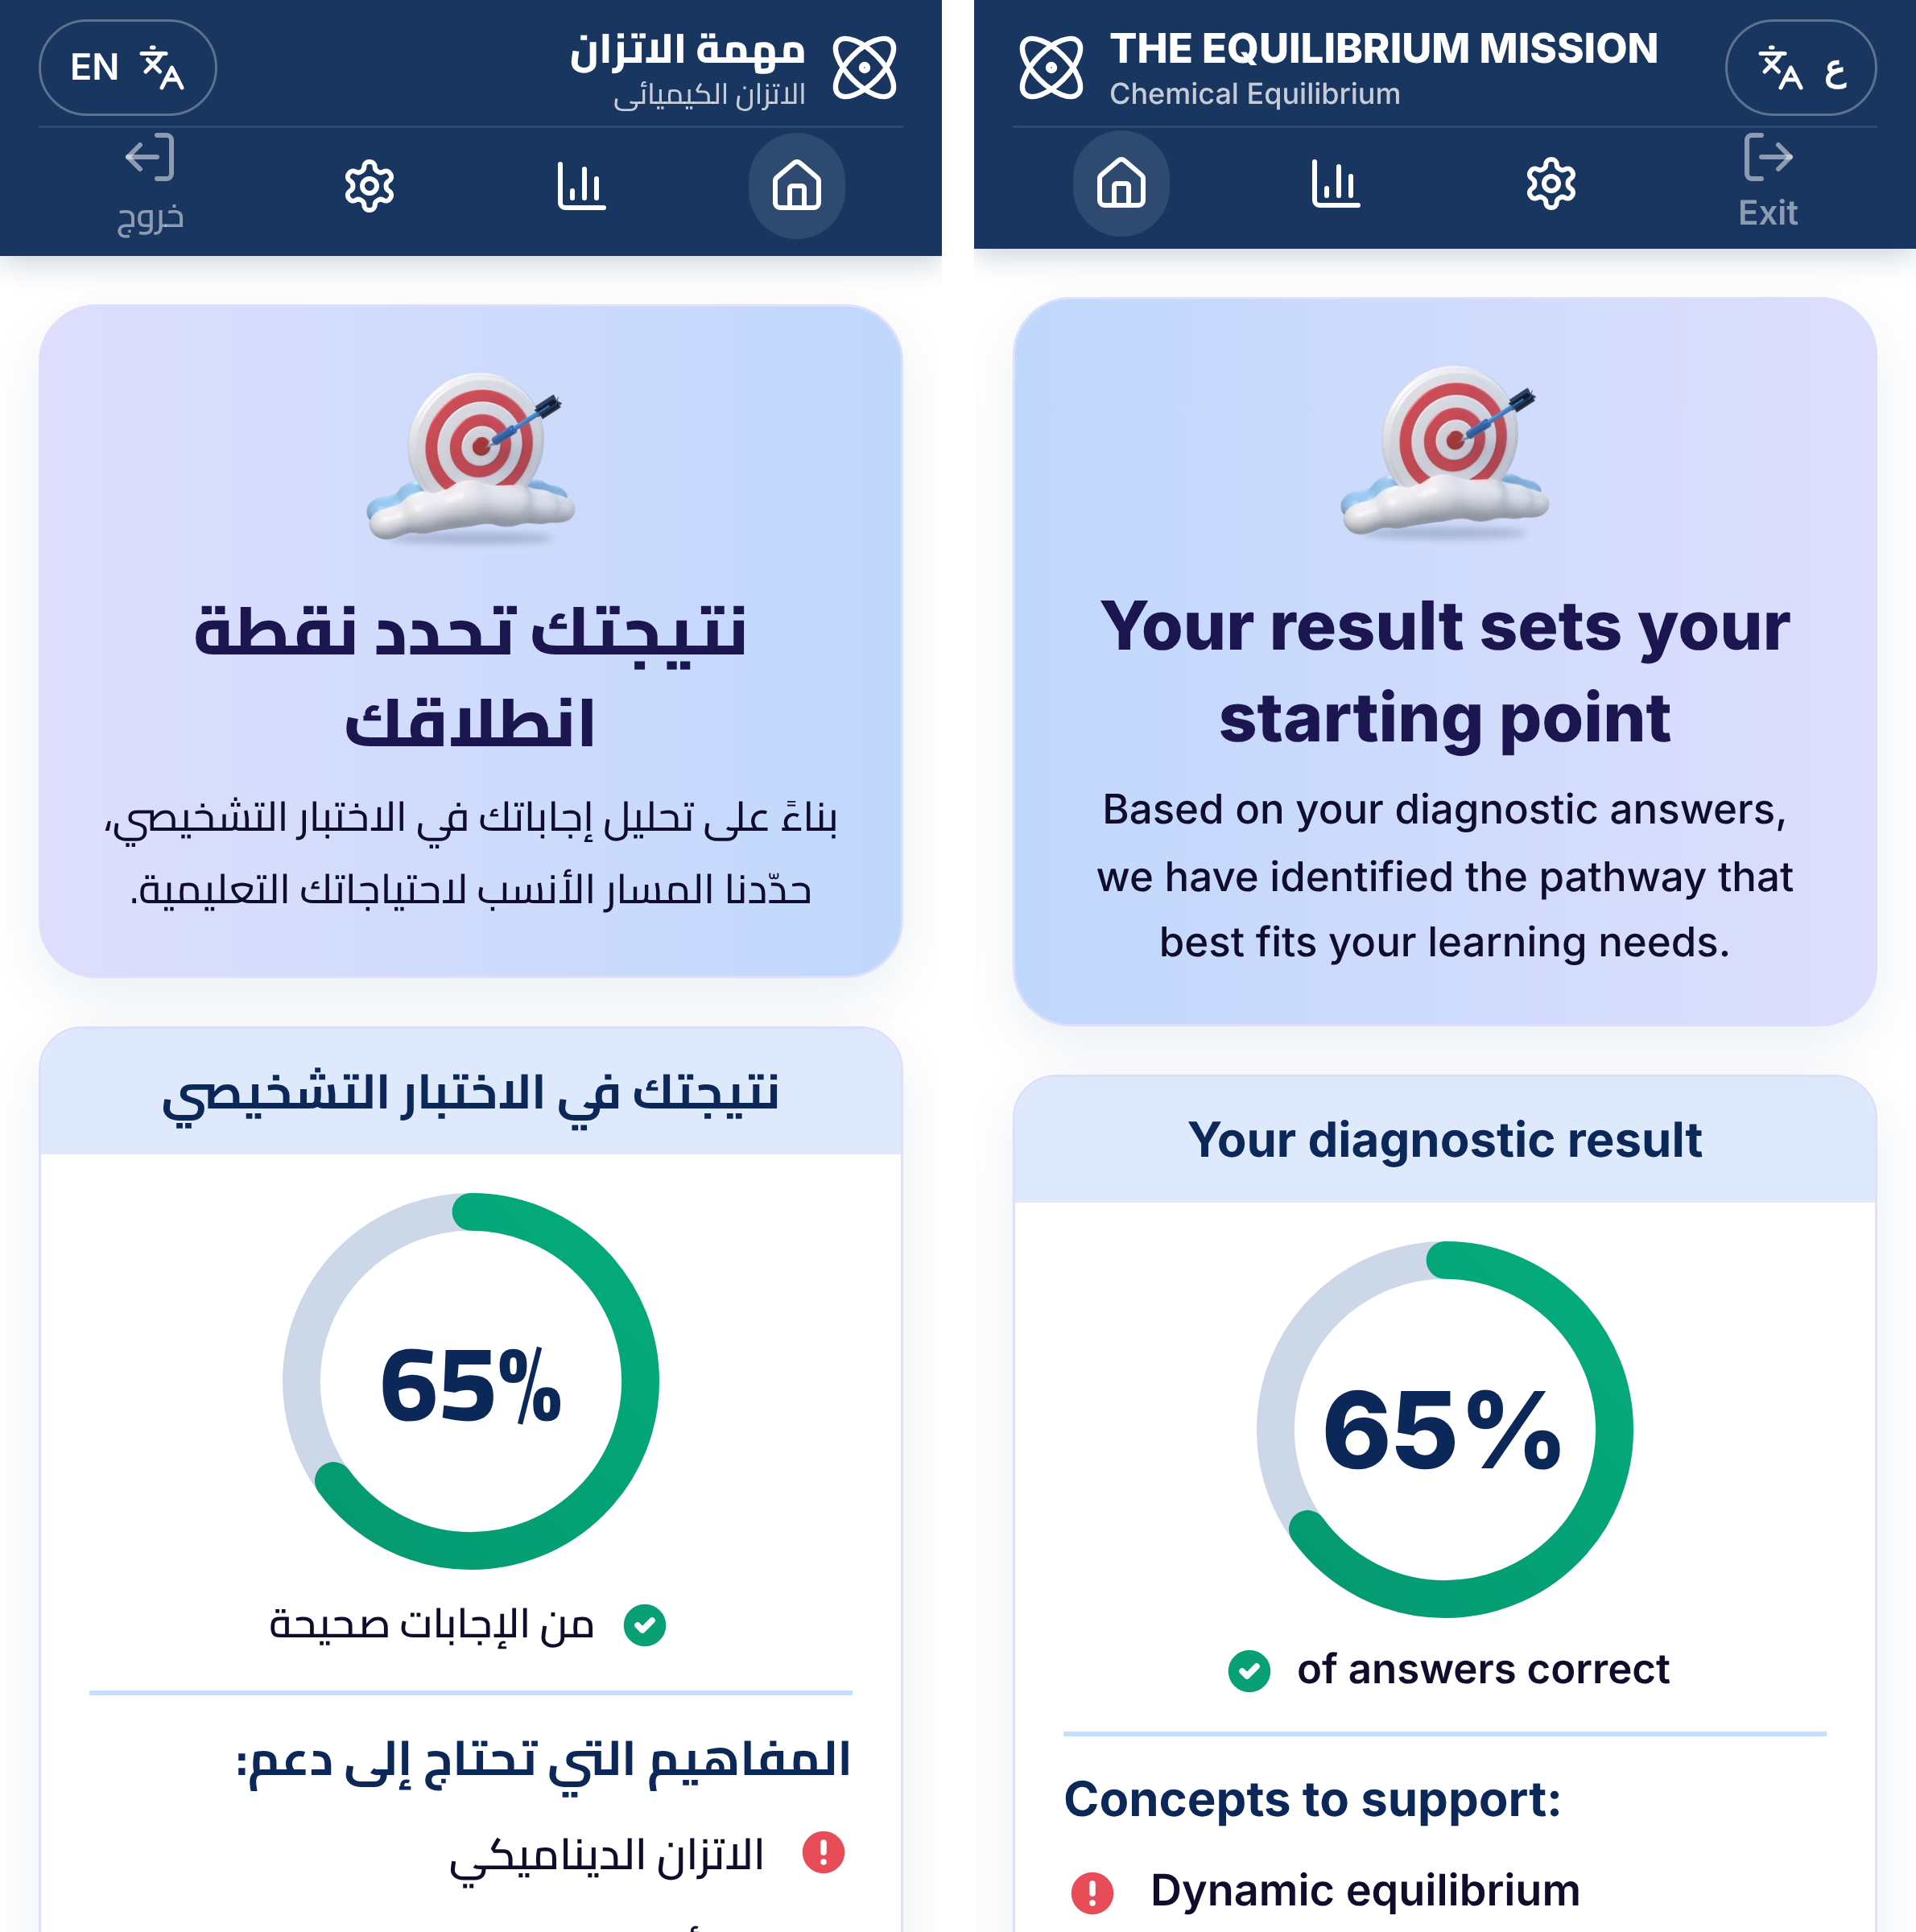 مهمة الاتزان
الاتزان الكيميائى
EN
خروج
نتيجتك تحدد نقطة
انطلاقك
بناءً على تحليل إجاباتك في الاختبار التشخيصي،
حدّدنا المسار الأنسب لاحتياجاتك التعليمية.
نتيجتك في الاختبار التشخيصي
65%
من الإجابات صحيحة
المفاهيم التي تحتاج إلى دعم:
الاتزان الديناميكي
THE EQUILIBRIUM MISSION
Chemical Equilibrium
ع
Exit
Your result sets your
starting point
Based on your diagnostic answers,
we have identified the pathway that
best fits your learning needs.
Your diagnostic result
65%
of answers correct
Concepts to support:
Dynamic equilibrium